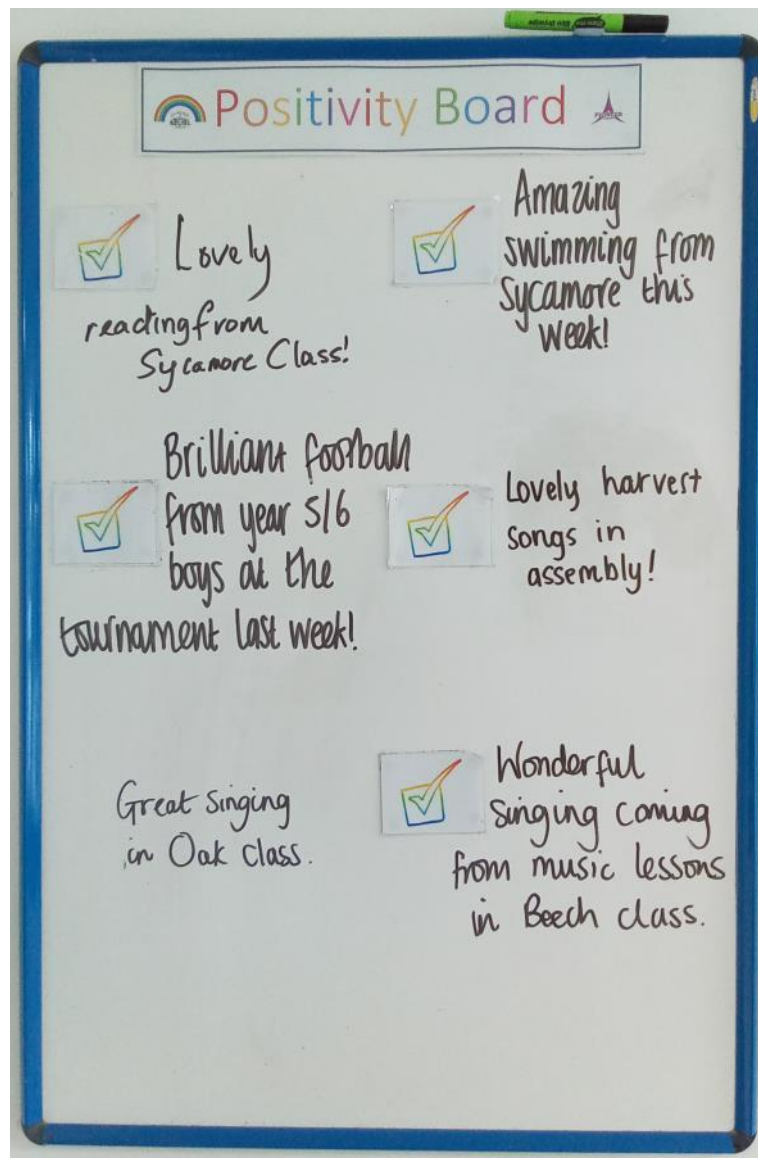 Positivity Board
Lovely
reading from
Sycamore Class!
Amazing
swimming from
Sycamore this
week!
Brilliant football
from year 5/6
boys at the
tournament last week!
Lovely harvest
songs in
assembly!
Great singing
in Oak class.
Wonderful
singing coming
from music lessons
in Beech class.